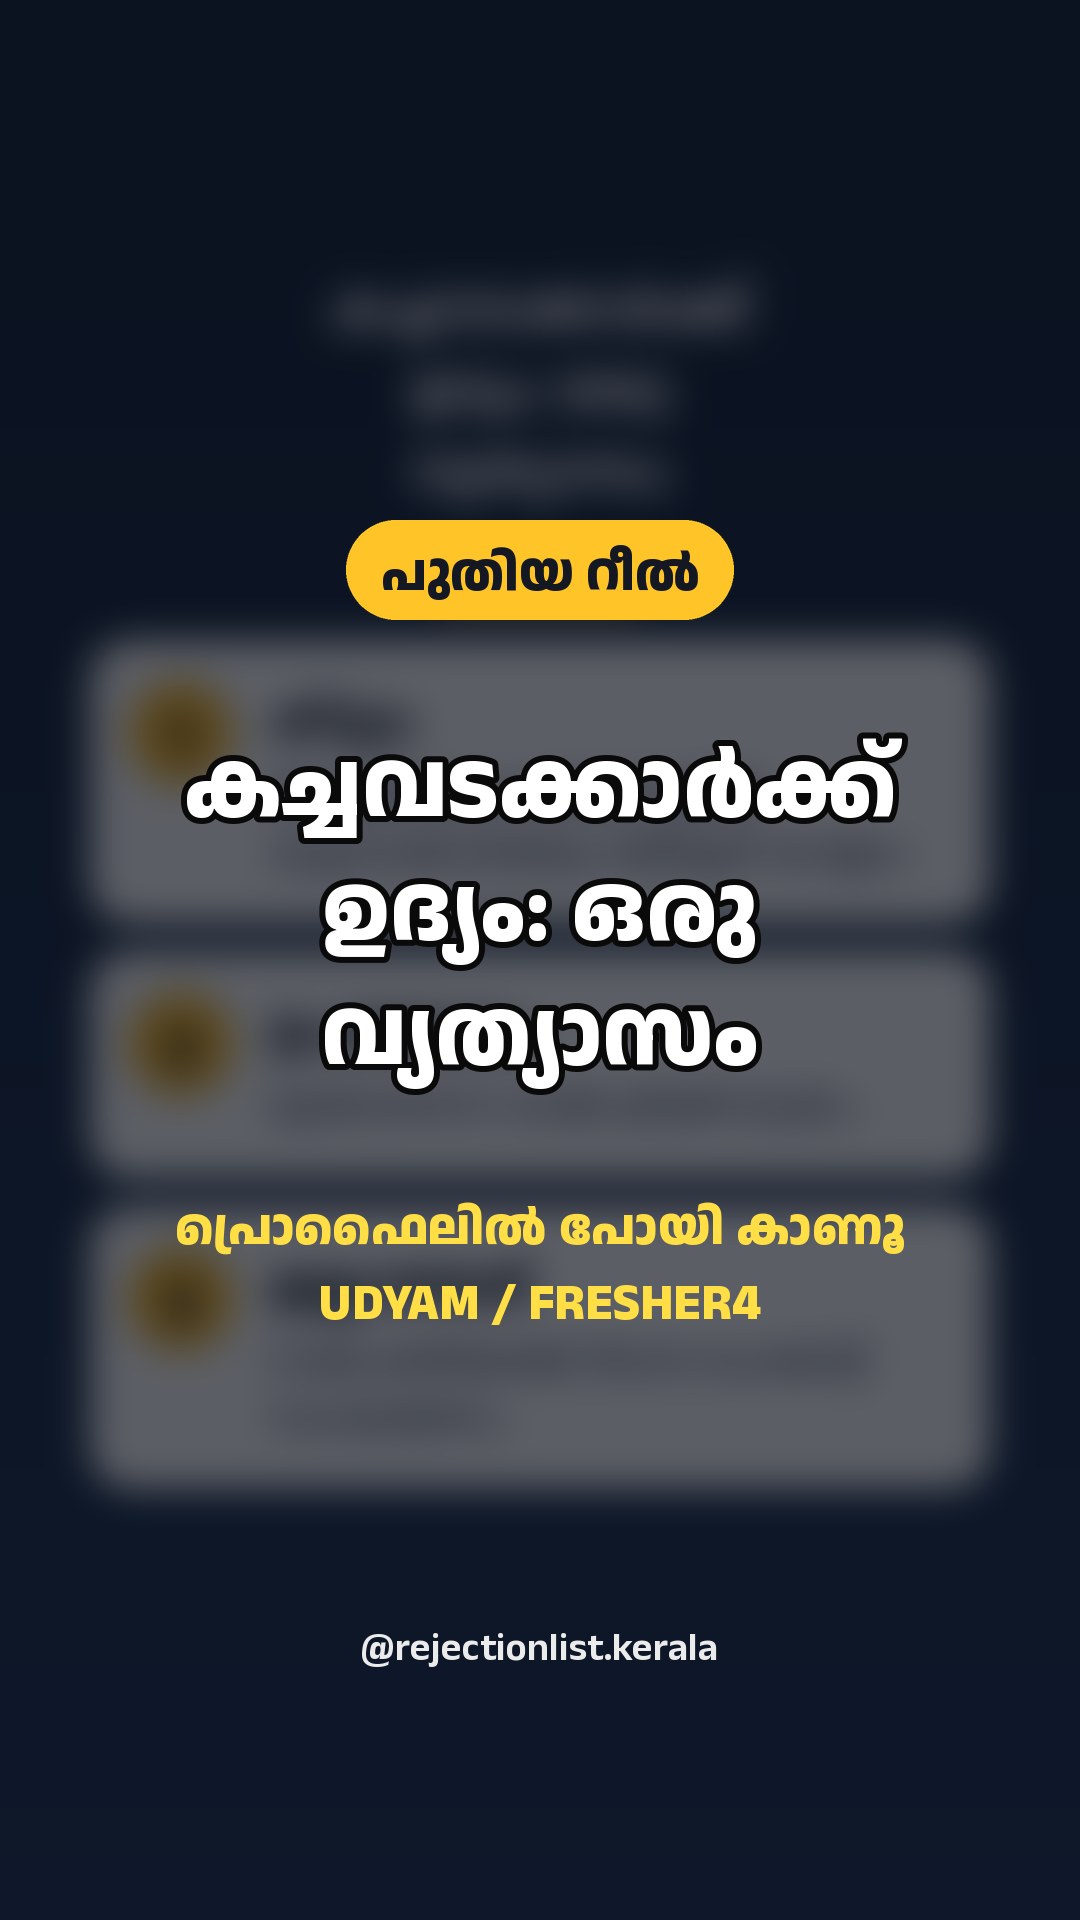 പുതിയ റീൽ
കച്ചവടക്കാർക്ക്
ഉദ്യം: ഒരു
വ്യത്യാസം
പ്രൊഫൈലിൽ പോയി കാണൂ
UDYAM / FRESHER4
@rejectionlist.kerala